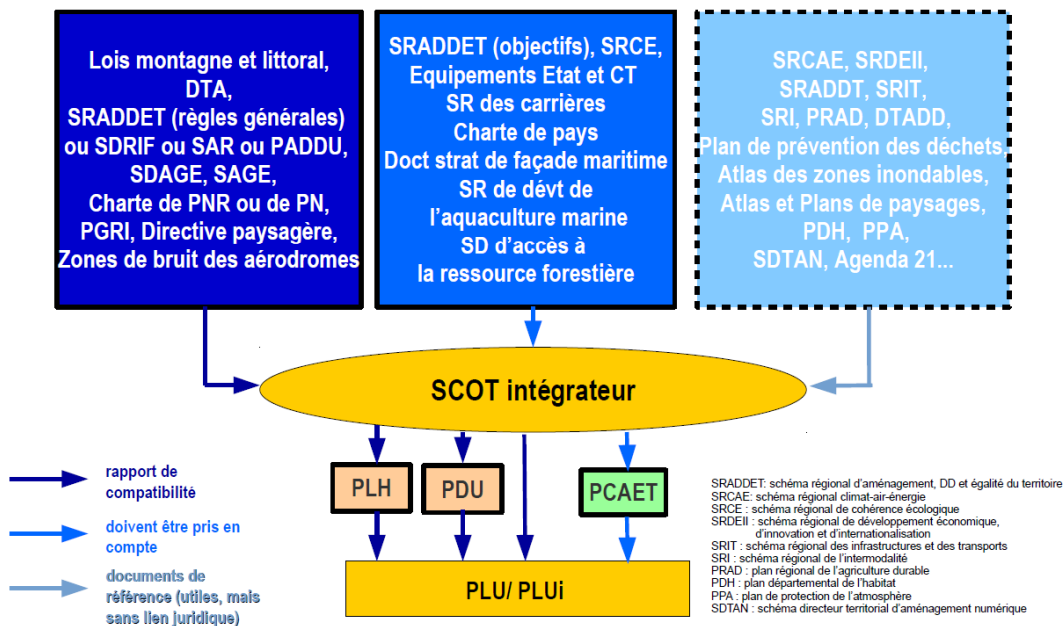 Lois montagne et littoral,
DTA,
SRADDET (règles générales)
ou SDRIF ou SAR ou PADDU,
SDAGE, SAGE,
Charte de PNR ou de PN,
PGRI, Directive paysagère,
Zones de bruit des aérodromes
SRADDET (objectifs), SRCE,
Equipements Etat et CT
SR des carrières
Charte de pays
Doct strat de façade maritime
SR de dévt de
l'aquaculture marine
SD d'accès à
la ressource forestière
SRCAE, SRDEII,
SRADDT, SRIT,
SRI, PRAD, DTADD,
Plan de prévention des déchets,
Atlas des zones inondables,
Atlas et Plans de paysages,
PDH, PPA,
SDTAN, Agenda 21...
SCOT intégrateur
PLH
PDU
PCAET
PLU/ PLUi
rapport de
compatibilité
doivent être pris en
compte
documents de
référence (utiles, mais
sans lien juridique)
SRADDET: schéma régional d'aménagement, DD et égalité du territoire
SRCAE: schéma régional climat-air-énergie
SRCE : schéma régional de cohérence écologique
SRDEII : schéma régional de développement économique,
d'innovation et d'internationalisation
SRIT : schéma régional des infrastructures et des transports
SRI : schéma régional de l'intermodalité
PRAD : plan régional de l'agriculture durable
PDH : plan départemental de l'habitat
PPA : plan de protection de l'atmosphère
SDTAN : schéma directeur territorial d'aménagement numérique